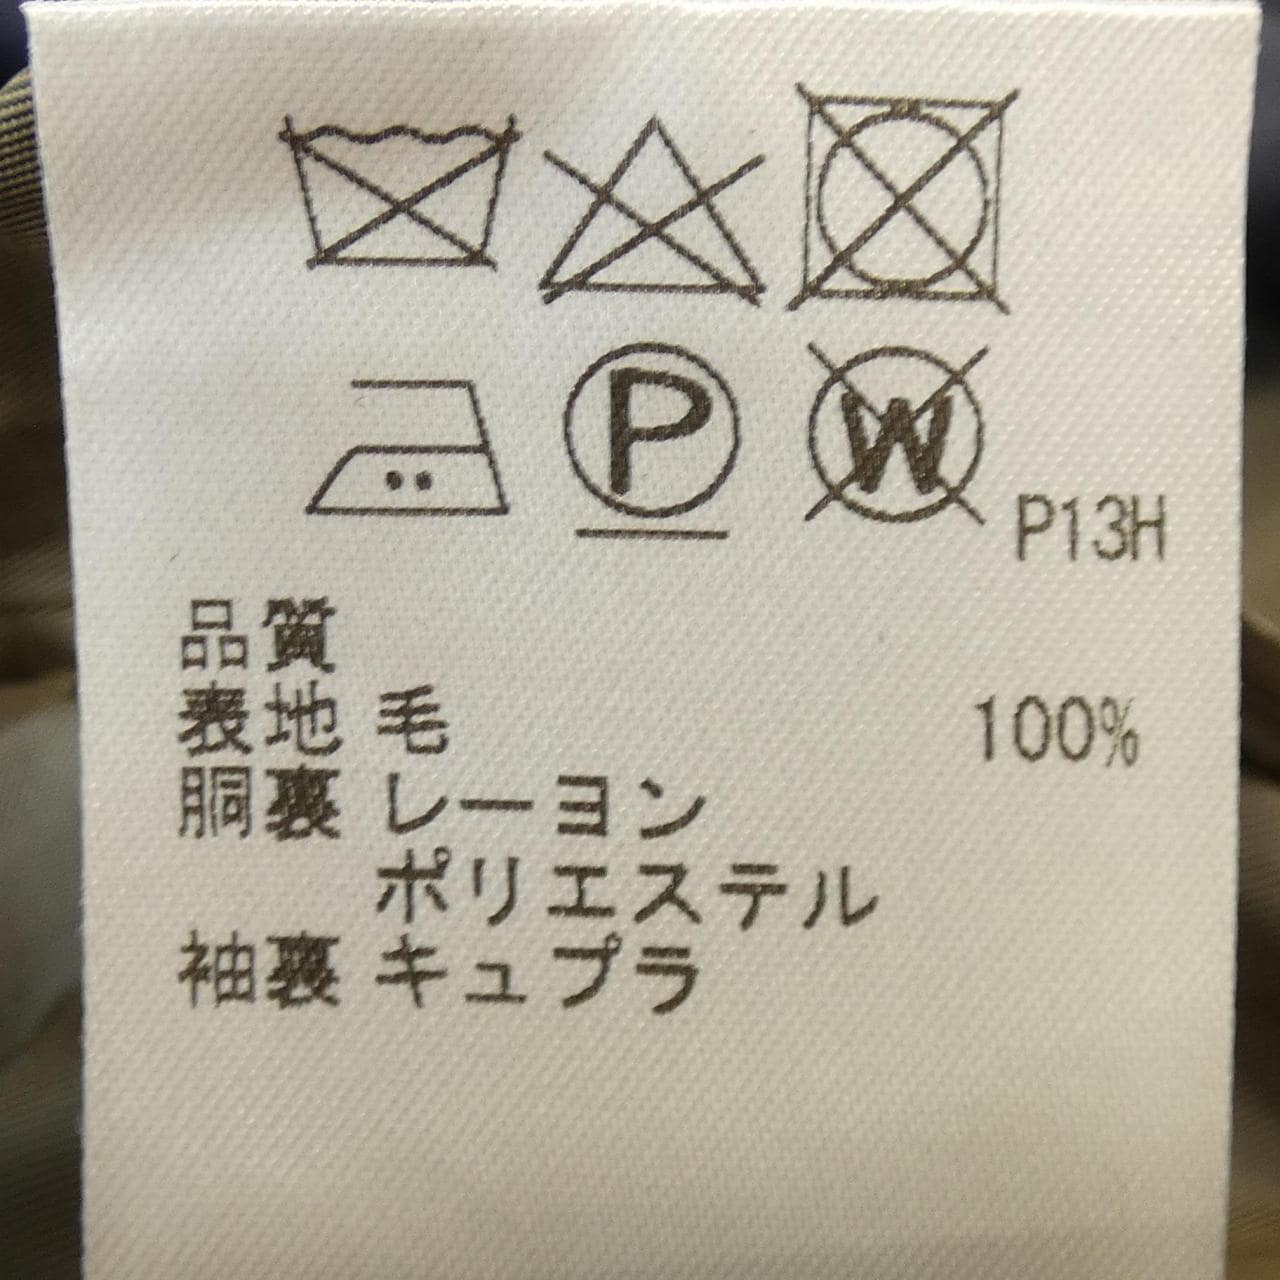 P W
P13H
品質
表地 毛 100%
胴裏 レーヨン
ポリエステル
袖裏 キュプラ